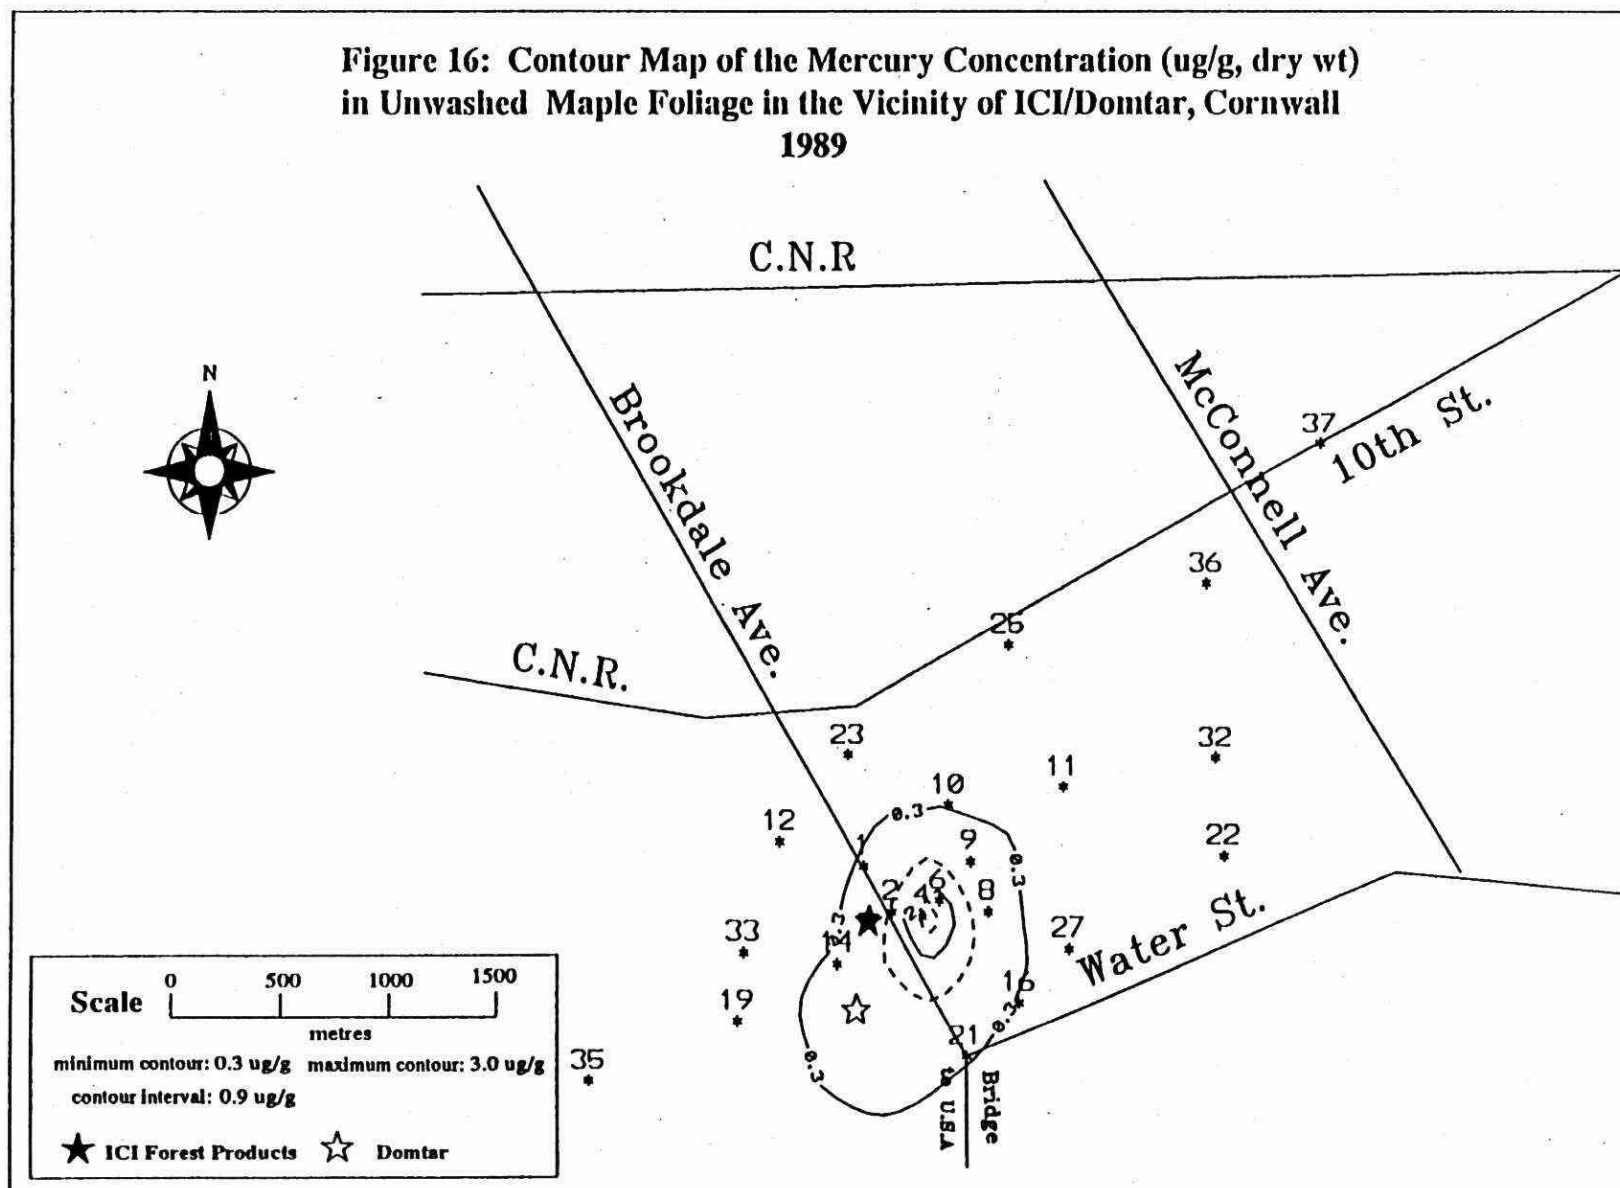 Figure 16: Contour Map of the Mercury Concentration (ug/g, dry wt)
in Unwashed Maple Foliage in the Vicinity of ICI/Domtar, Cornwall
1989
C.N.R
N
Brookdale Ave.
McConnell Ave.
37
10th St.
36
C.N.R.
23
32
11
10
0.3
12
1
9
22
0.3
6
2
4
8
33
14
27
Water St.
19
16
0.3
21
35
0.3
Bridge
to U.S.A
Scale
0 500 1000 1500
metres
minimum contour: 0.3 ug/g maximum contour: 3.0 ug/g
contour interval: 0.9 ug/g
ICI Forest Products Domtar